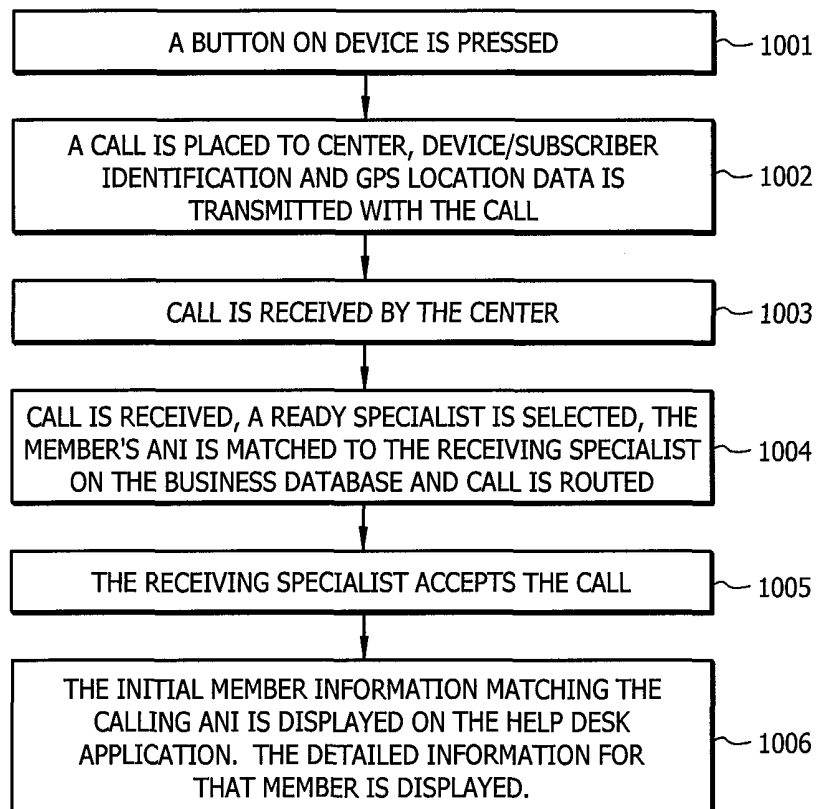 A BUTTON ON DEVICE IS PRESSED
1001
A CALL IS PLACED TO CENTER, DEVICE/SUBSCRIBER
IDENTIFICATION AND GPS LOCATION DATA IS
TRANSMITTED WITH THE CALL
1002
CALL IS RECEIVED BY THE CENTER
1003
CALL IS RECEIVED, A READY SPECIALIST IS SELECTED, THE
MEMBER'S ANI IS MATCHED TO THE RECEIVING SPECIALIST
ON THE BUSINESS DATABASE AND CALL IS ROUTED
1004
THE RECEIVING SPECIALIST ACCEPTS THE CALL
1005
THE INITIAL MEMBER INFORMATION MATCHING THE
CALLING ANI IS DISPLAYED ON THE HELP DESK
APPLICATION. THE DETAILED INFORMATION FOR
THAT MEMBER IS DISPLAYED.
1006